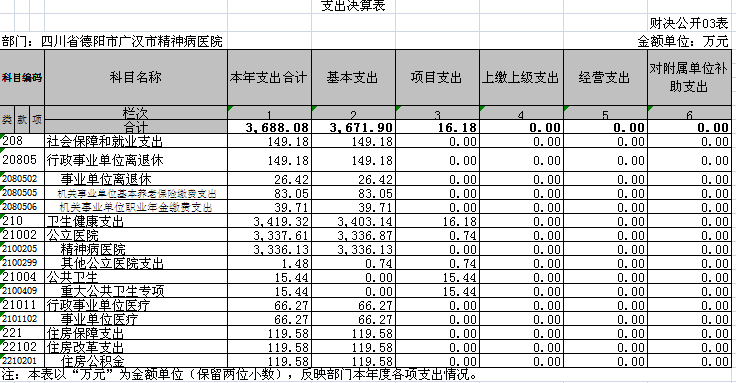 支出决算表
财决公开03表
部门：四川省德阳市广汉市精神病医院 金额单位：万元
科目编码 科目名称 本年支出合计 基本支出 项目支出 上缴上级支出 经营支出 对附属单位补助支出
类 款 项 栏次 1 2 3 4 5 6
合计 3,688.08 3,671.90 16.18 0.00 0.00 0.00
208 社会保障和就业支出 149.18 149.18 0.00 0.00 0.00 0.00
20805 行政事业单位离退休 149.18 149.18 0.00 0.00 0.00 0.00
2080502 事业单位离退休 26.42 26.42 0.00 0.00 0.00 0.00
2080505 机关事业单位基本养老保险缴费支出 83.05 83.05 0.00 0.00 0.00 0.00
2080506 机关事业单位职业年金缴费支出 39.71 39.71 0.00 0.00 0.00 0.00
210 卫生健康支出 3,419.32 3,403.14 16.18 0.00 0.00 0.00
21002 公立医院 3,337.61 3,336.87 0.74 0.00 0.00 0.00
2100205 精神病医院 3,336.13 3,336.13 0.00 0.00 0.00 0.00
2100299 其他公立医院支出 1.48 0.74 0.74 0.00 0.00 0.00
21004 公共卫生 15.44 0.00 15.44 0.00 0.00 0.00
2100409 重大公共卫生专项 15.44 0.00 15.44 0.00 0.00 0.00
21011 行政事业单位医疗 66.27 66.27 0.00 0.00 0.00 0.00
2101102 事业单位医疗 66.27 66.27 0.00 0.00 0.00 0.00
221 住房保障支出 119.58 119.58 0.00 0.00 0.00 0.00
22102 住房改革支出 119.58 119.58 0.00 0.00 0.00 0.00
2210201 住房公积金 119.58 119.58 0.00 0.00 0.00 0.00
注：本表以“万元”为金额单位（保留两位小数），反映部门本年度各项支出情况。